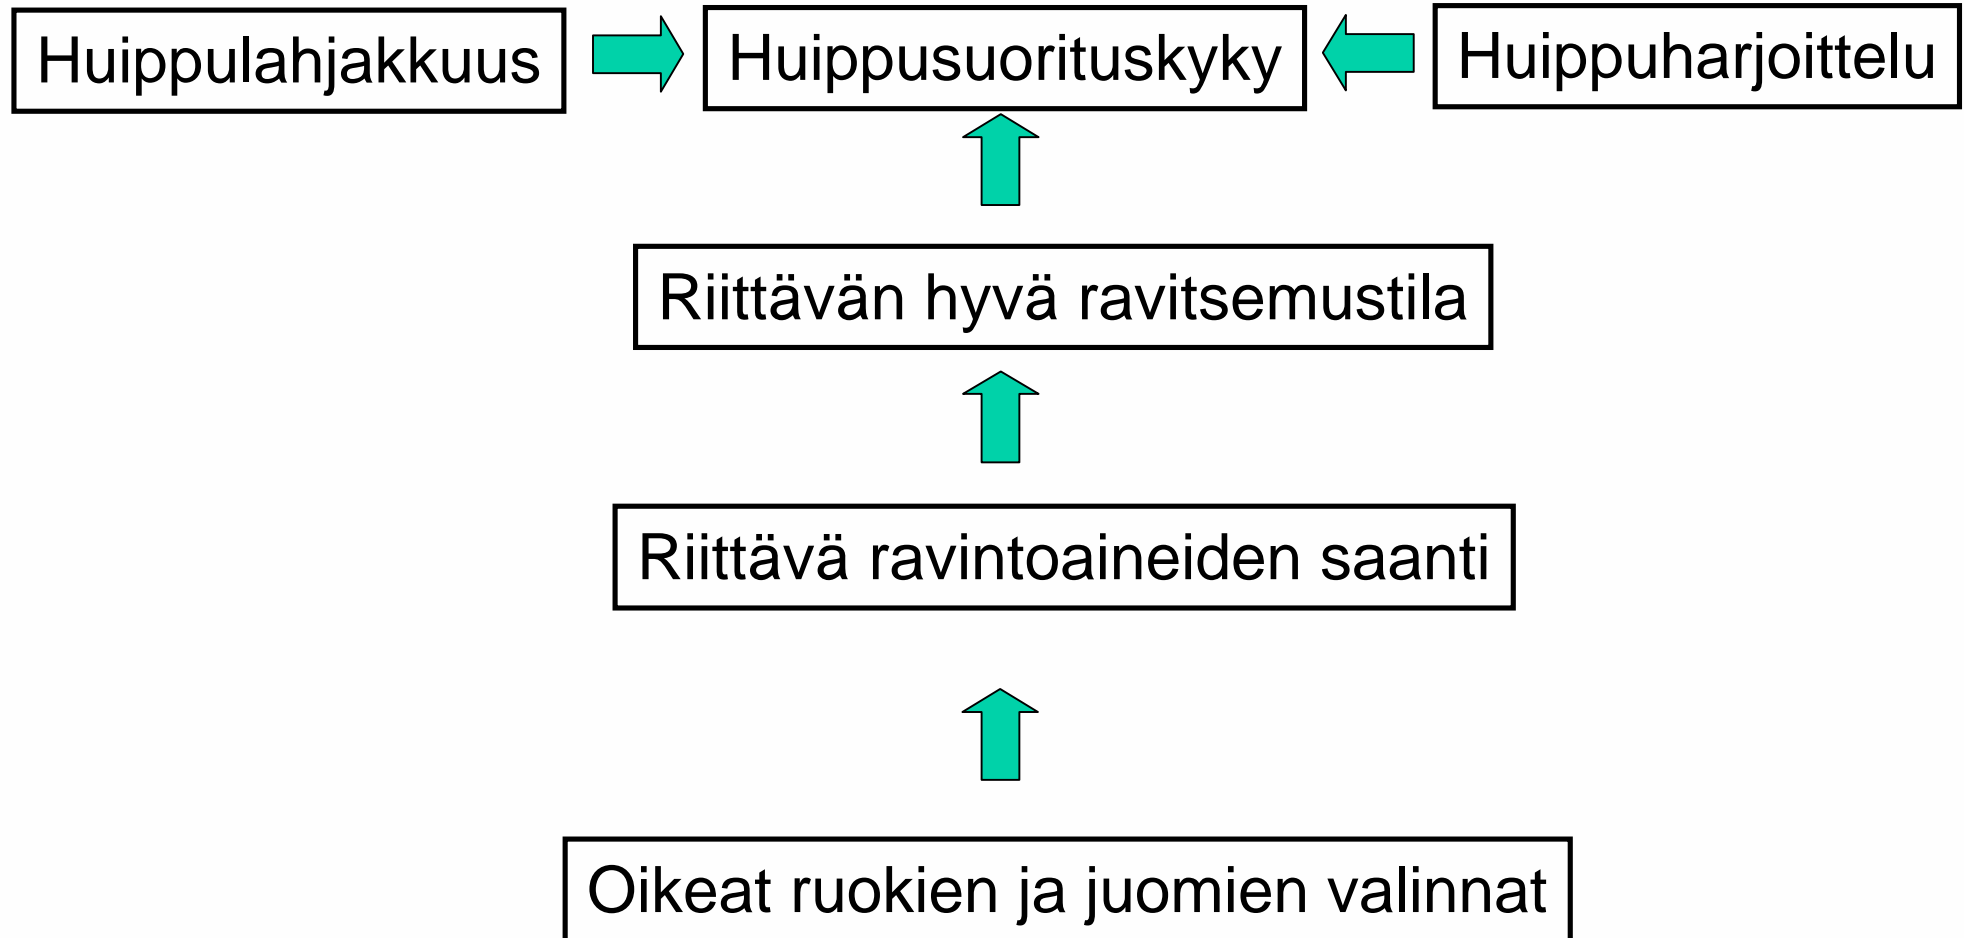 Huippulahjakkuus
Huippusuorituskyky
Huippuharjoittelu
Riittävän hyvä ravitsemustila
Riittävä ravintoaineiden saanti
Oikeat ruokien ja juomien valinnat